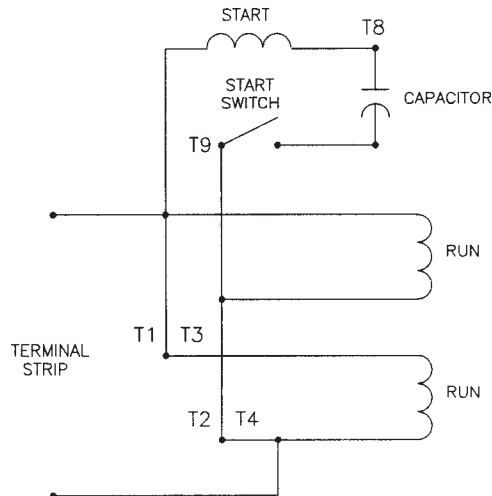 START
T8
START
SWITCH
CAPACITOR
T9
RUN
T1 T3
TERMINAL
STRIP
T2 T4
RUN